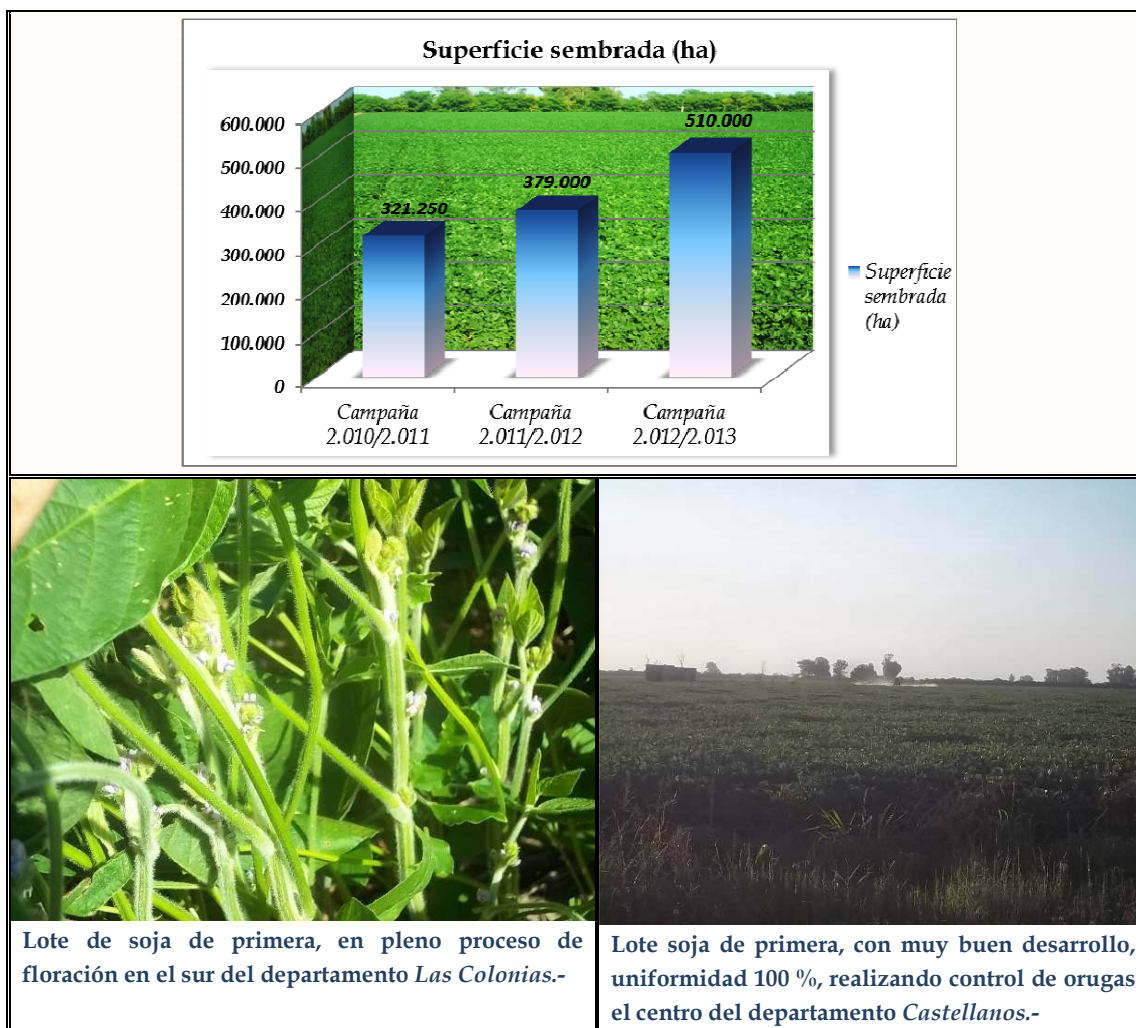 Superficie sembrada (ha)
600.000
500.000
400.000
300.000
200.000
100.000
0
321.250
379.000
510.000
Campaña
2.010/2.011
Campaña
2.011/2.012
Campaña
2.012/2.013
Superficie
sembrada
(ha)
Lote de soja de primera, en pleno proceso de
floración en el sur del departamento Las Colonias.-
Lote soja de primera, con muy buen desarrollo,
uniformidad 100 %, realizando control de orugas
el centro del departamento Castellanos.-